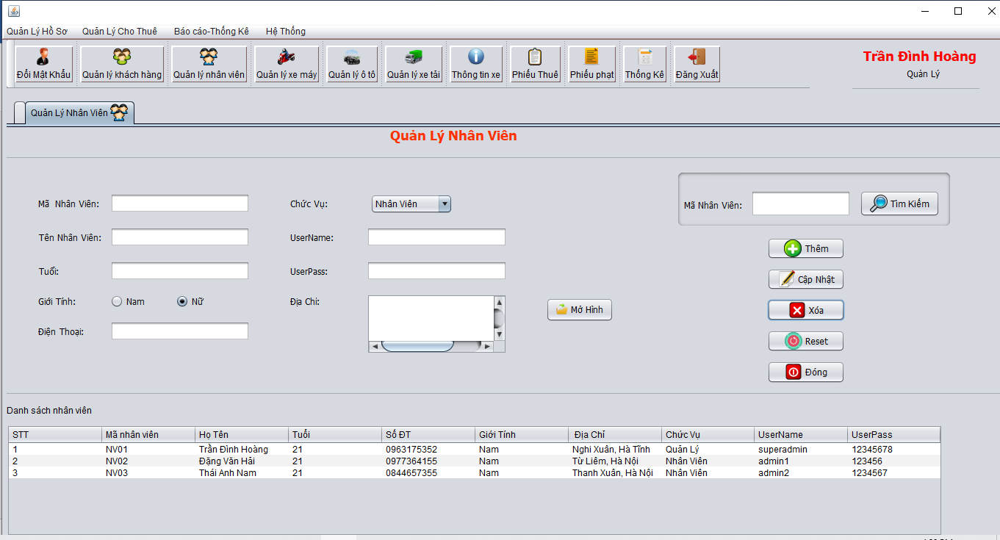 Quản Lý Hồ Sơ Quản Lý Cho Thuê Báo cáo-Thống Kê Hệ Thống
Đổi Mật Khẩu Quản lý khách hàng Quản lý nhân viên Quản lý xe máy Quản lý ô tô Quản lý xe tải Thông tin xe Phiếu Thuê Phiếu phạt Thống Kê Đăng Xuất
Trần Đình Hoàng
Quản Lý
Quản Lý Nhân Viên
Quản Lý Nhân Viên
Mã Nhân Viên: Chức Vụ: Nhân Viên Mã Nhân Viên: Tìm Kiếm
Tên Nhân Viên: UserName:
Thêm
Tuổi: UserPass:
Cập Nhật
Giới Tính: Nam Nữ Địa Chỉ: Mở Hình Xóa
Điện Thoại:
Reset
Đóng
Danh sách nhân viên
STT Mã nhân viên Họ Tên Tuổi Số ĐT Giới Tính Địa Chỉ Chức Vụ UserName UserPass
1 NV01 Trần Đình Hoàng 21 0963175352 Nam Nghi Xuân, Hà Tĩnh Quản Lý superadmin 12345678
2 NV02 Đặng Văn Hải 21 0977364155 Nam Từ Liêm, Hà Nội Nhân Viên admin1 123456
3 NV03 Thái Anh Nam 21 0844657355 Nam Thanh Xuân, Hà Nội Nhân Viên admin2 1234567